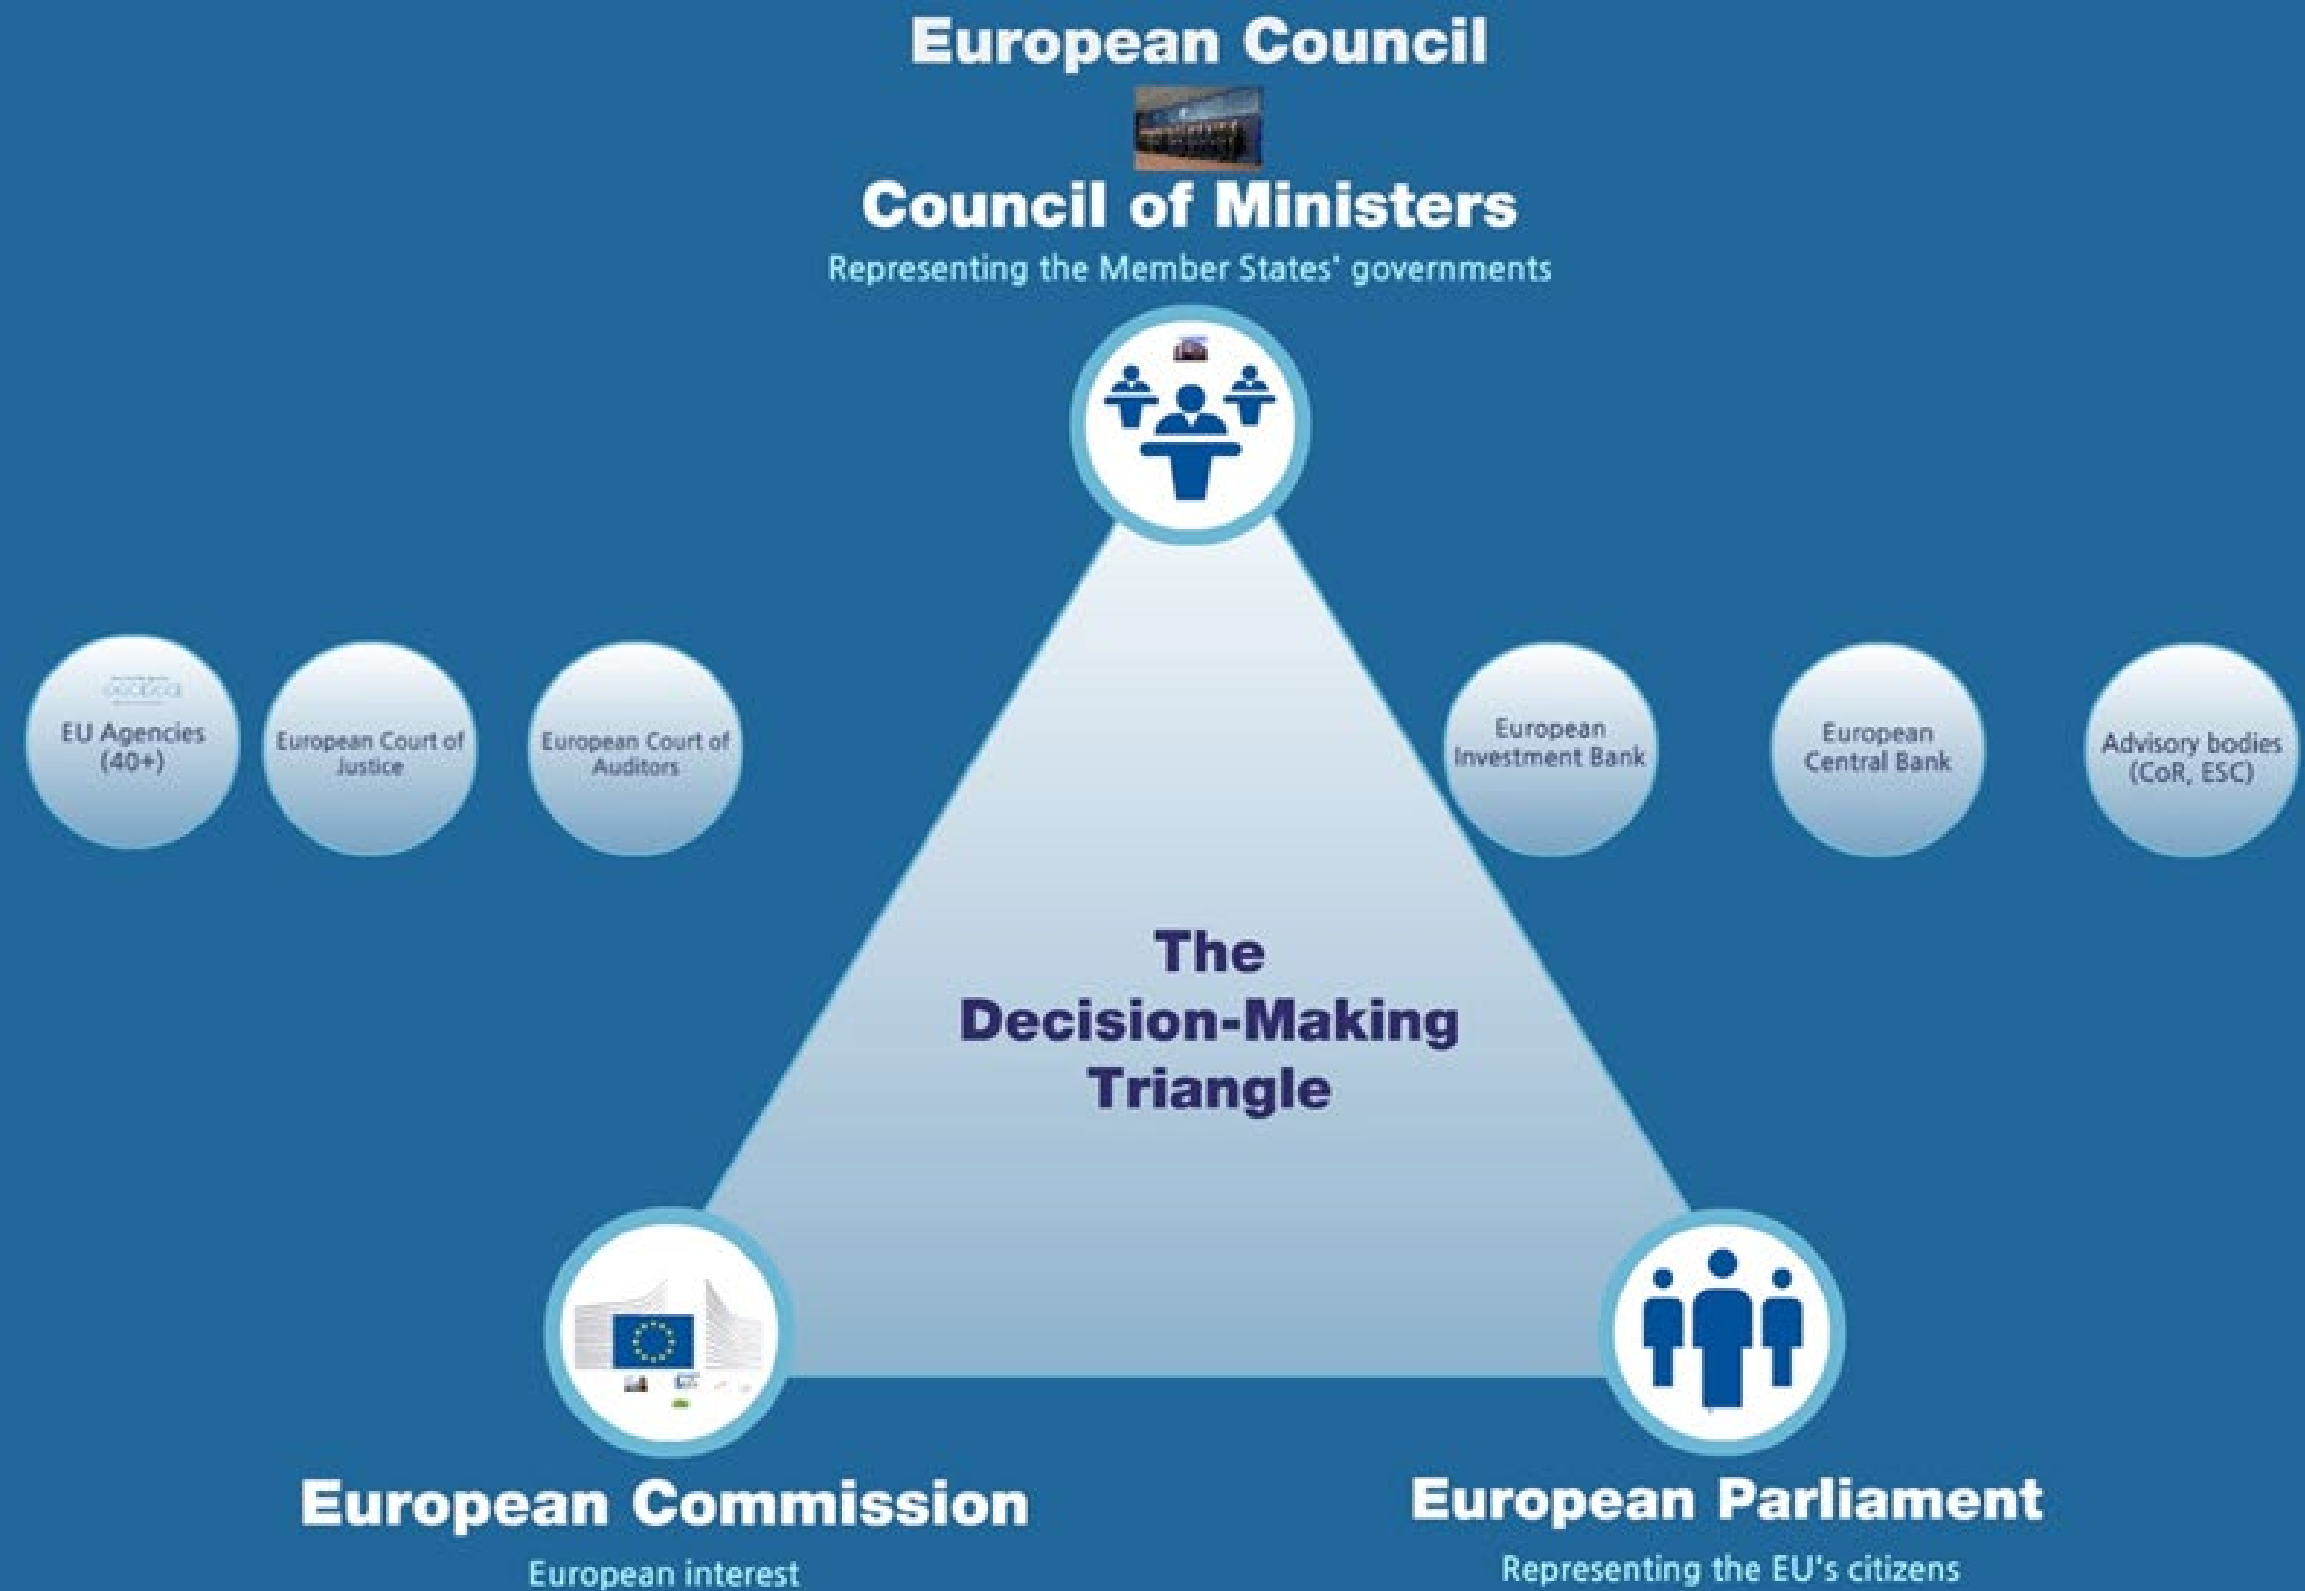 European Council
Council of Ministers
Representing the Member States' governments
EU Agencies
(40+)
European Court of
Justice
European Court of
Auditors
European
Investment Bank
European
Central Bank
Advisory bodies
(CoR, ESC)
The
Decision-Making
Triangle
European Commission
European interest
European Parliament
Representing the EU's citizens